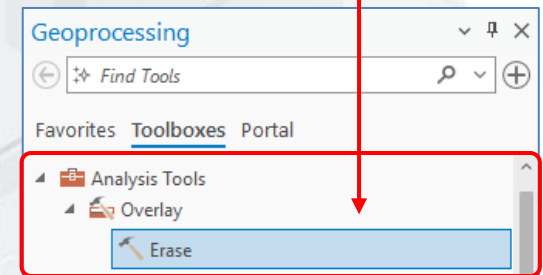 Geoprocessing
Find Tools
Favorites Toolboxes Portal
Analysis Tools
Overlay
Erase